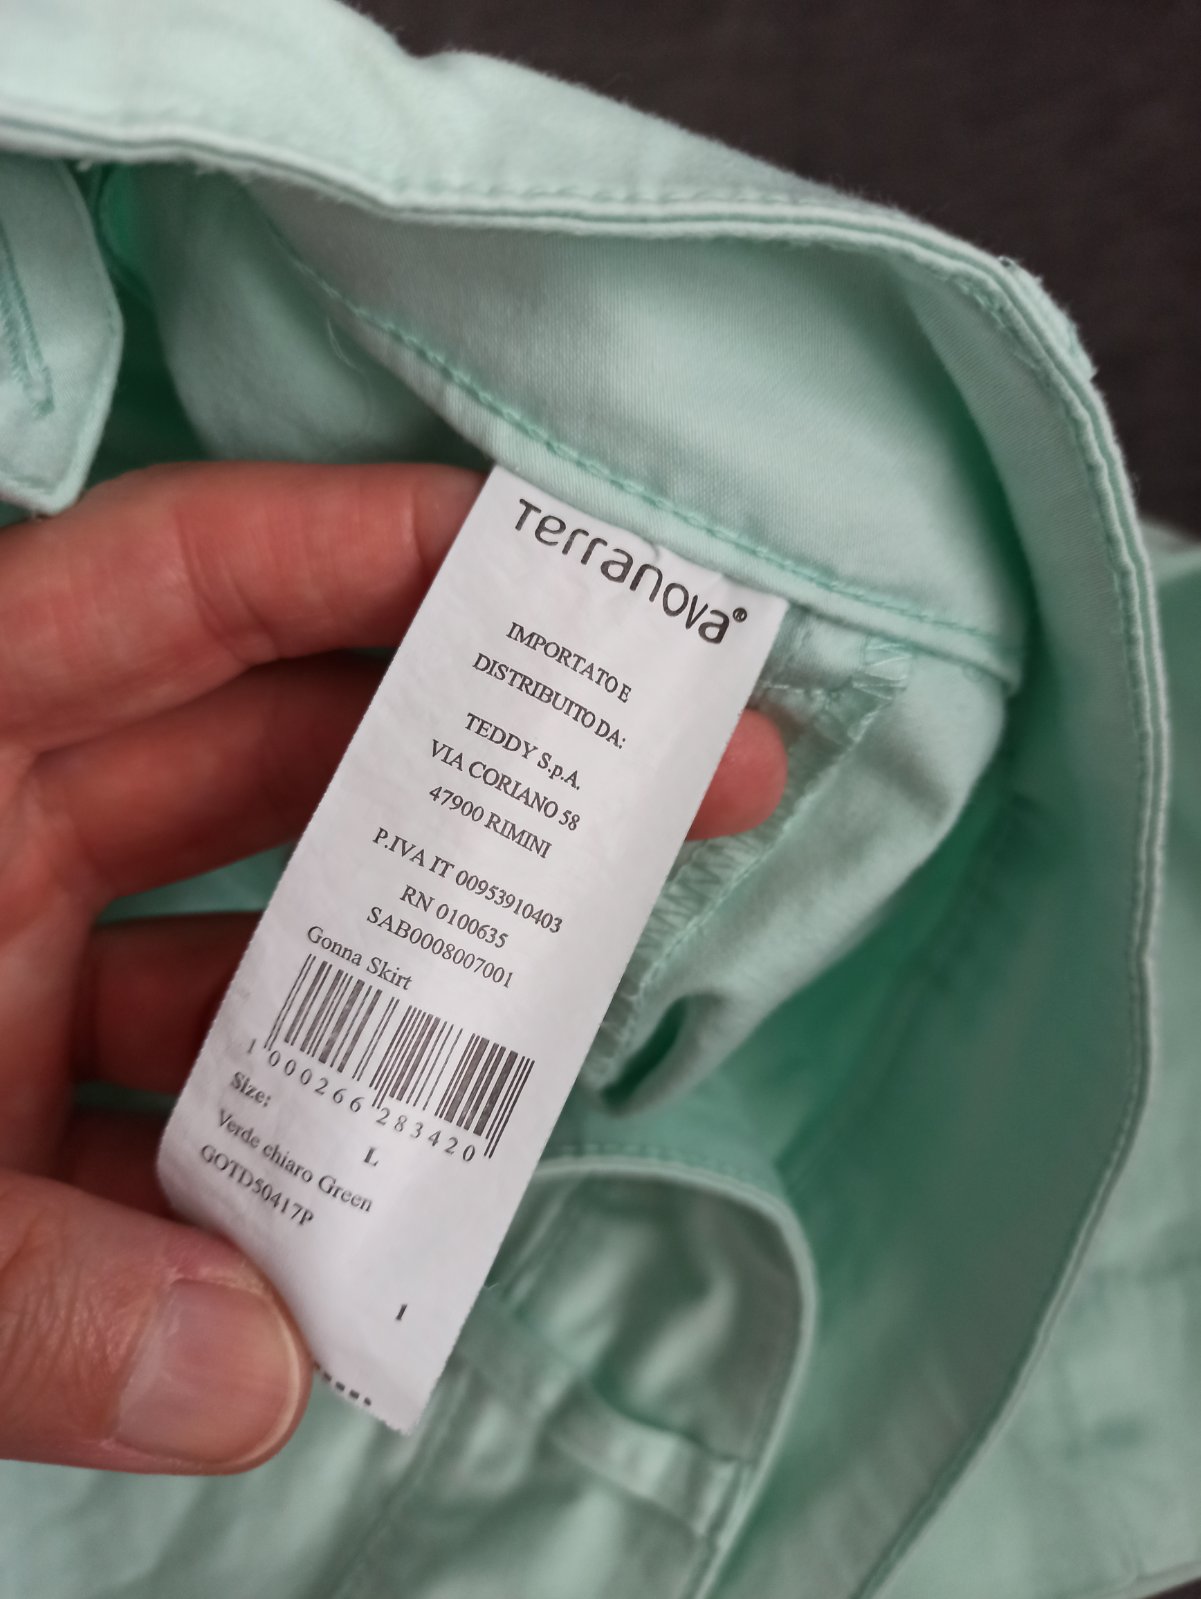 Terranova®
IMPORTATO E
DISTRIBUITO DA:
TEDDY S.p.A.
VIA CORIANO 58
47900 RIMINI
P.IVA IT 00953910403
RN 0100635
SAB0008007001
Gonna Skirt
1 000266 283420
Size:
L
Verde chiaro Green
GOTD50417P
1